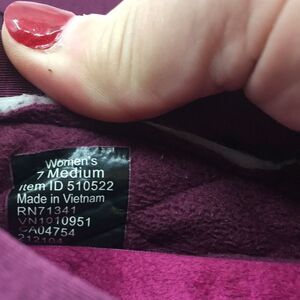 Women's
7 Medium
Item ID 510522
Made in Vietnam
RN71341
VN1010951
CA04754